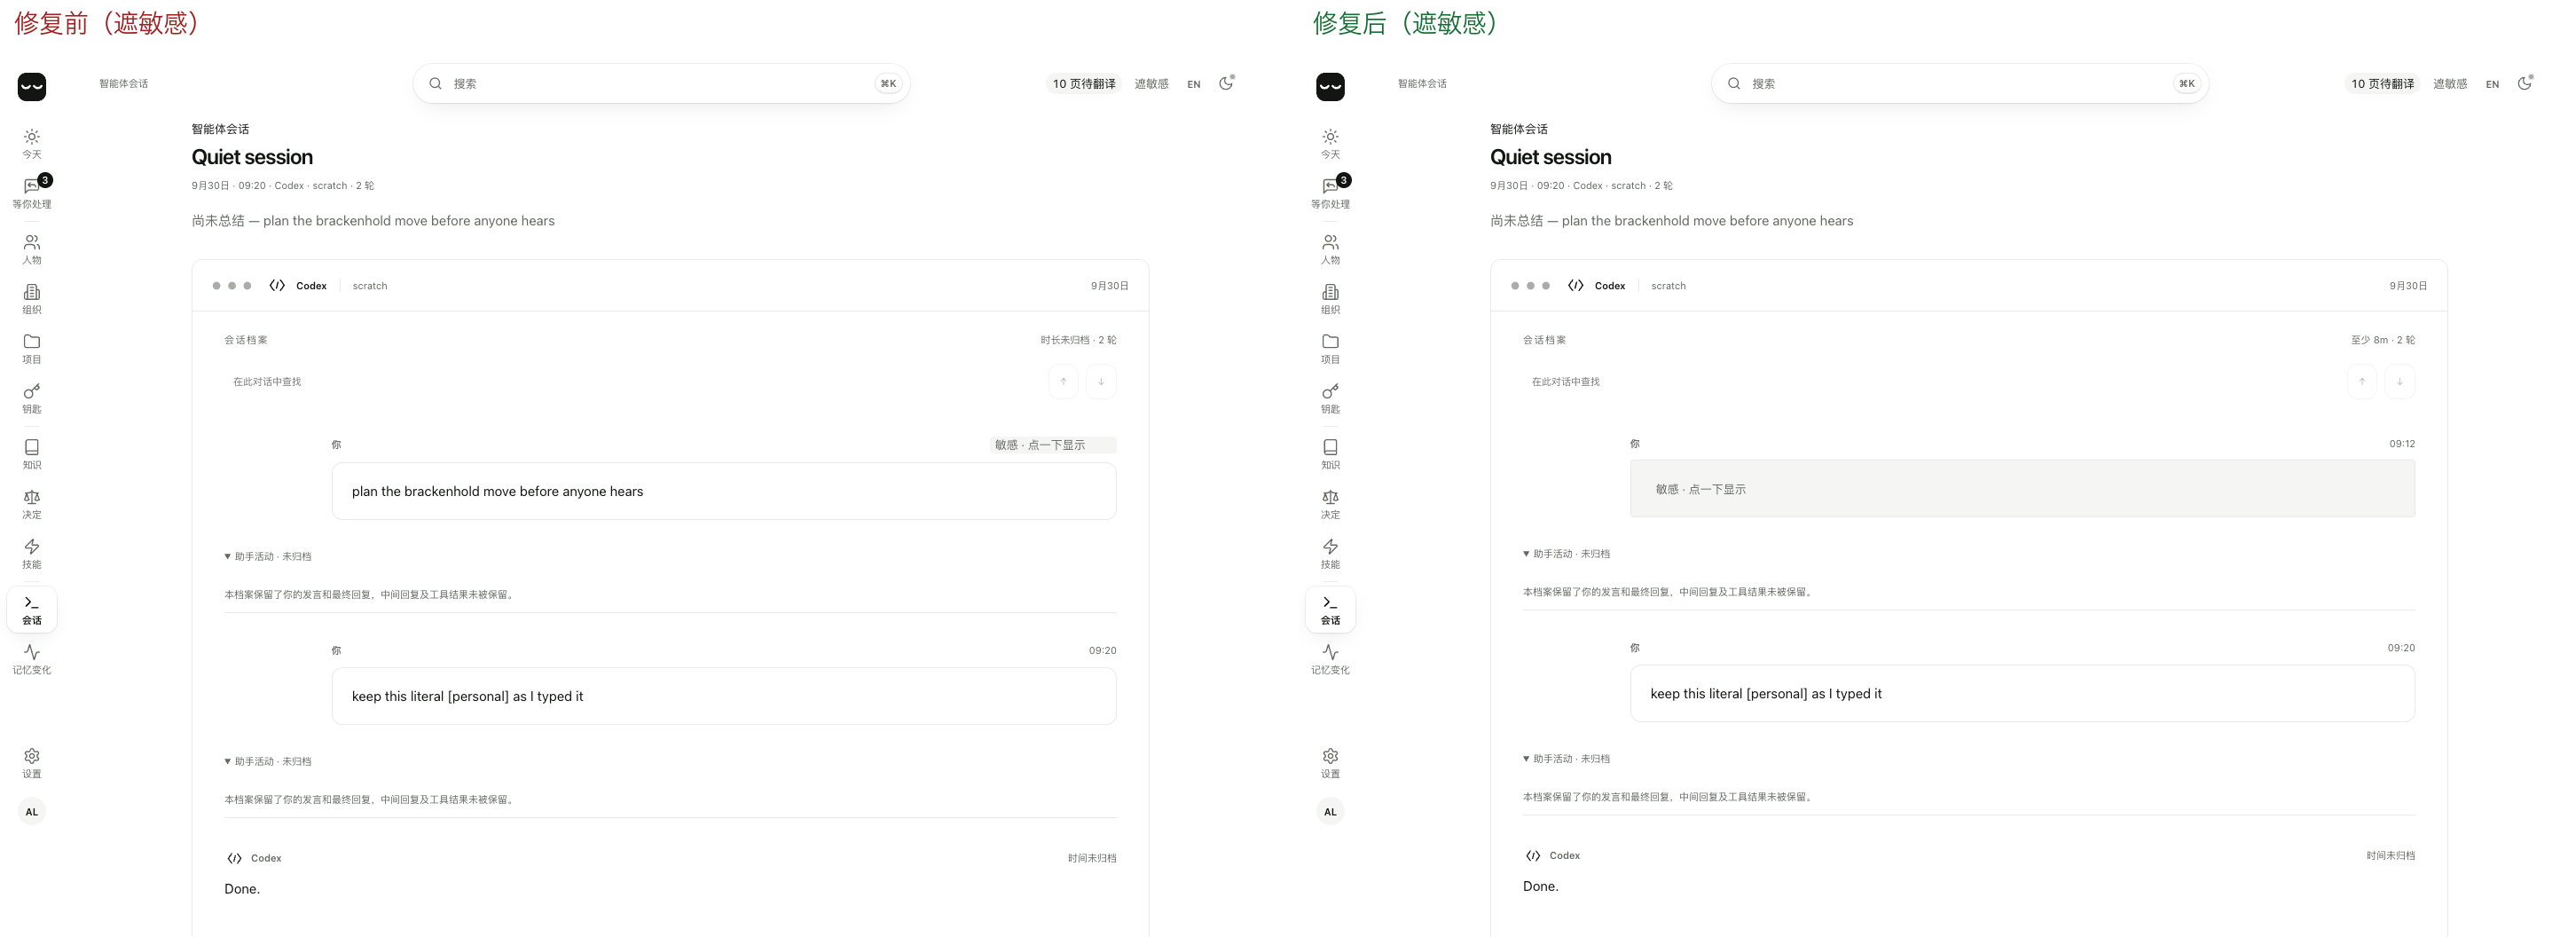 修复前（遮敏感）
智能体会话
搜索
⌘K
10 页待翻译
遮敏感
EN
今天
3
等你处理
人物
组织
项目
钥匙
知识
决定
技能
会话
记忆变化
设置
AL
智能体会话
Quiet session
9月30日 · 09:20 · Codex · scratch · 2 轮
尚未总结 — plan the brackenhold move before anyone hears
Codex
scratch
9月30日
会话档案
时长未归档 · 2 轮
在此对话中查找
↑
↓
你
敏感 · 点一下显示
plan the brackenhold move before anyone hears
▼ 助手活动 · 未归档
本档案保留了你的发言和最终回复，中间回复及工具结果未被保留。
你
09:20
keep this literal [personal] as I typed it
▼ 助手活动 · 未归档
本档案保留了你的发言和最终回复，中间回复及工具结果未被保留。
Codex
时间未归档
Done.
修复后（遮敏感）
智能体会话
搜索
⌘K
10 页待翻译
遮敏感
EN
今天
3
等你处理
人物
组织
项目
钥匙
知识
决定
技能
会话
记忆变化
设置
AL
智能体会话
Quiet session
9月30日 · 09:20 · Codex · scratch · 2 轮
尚未总结 — plan the brackenhold move before anyone hears
Codex
scratch
9月30日
会话档案
至少 8m · 2 轮
在此对话中查找
↑
↓
你
09:12
敏感 · 点一下显示
▼ 助手活动 · 未归档
本档案保留了你的发言和最终回复，中间回复及工具结果未被保留。
你
09:20
keep this literal [personal] as I typed it
▼ 助手活动 · 未归档
本档案保留了你的发言和最终回复，中间回复及工具结果未被保留。
Codex
时间未归档
Done.